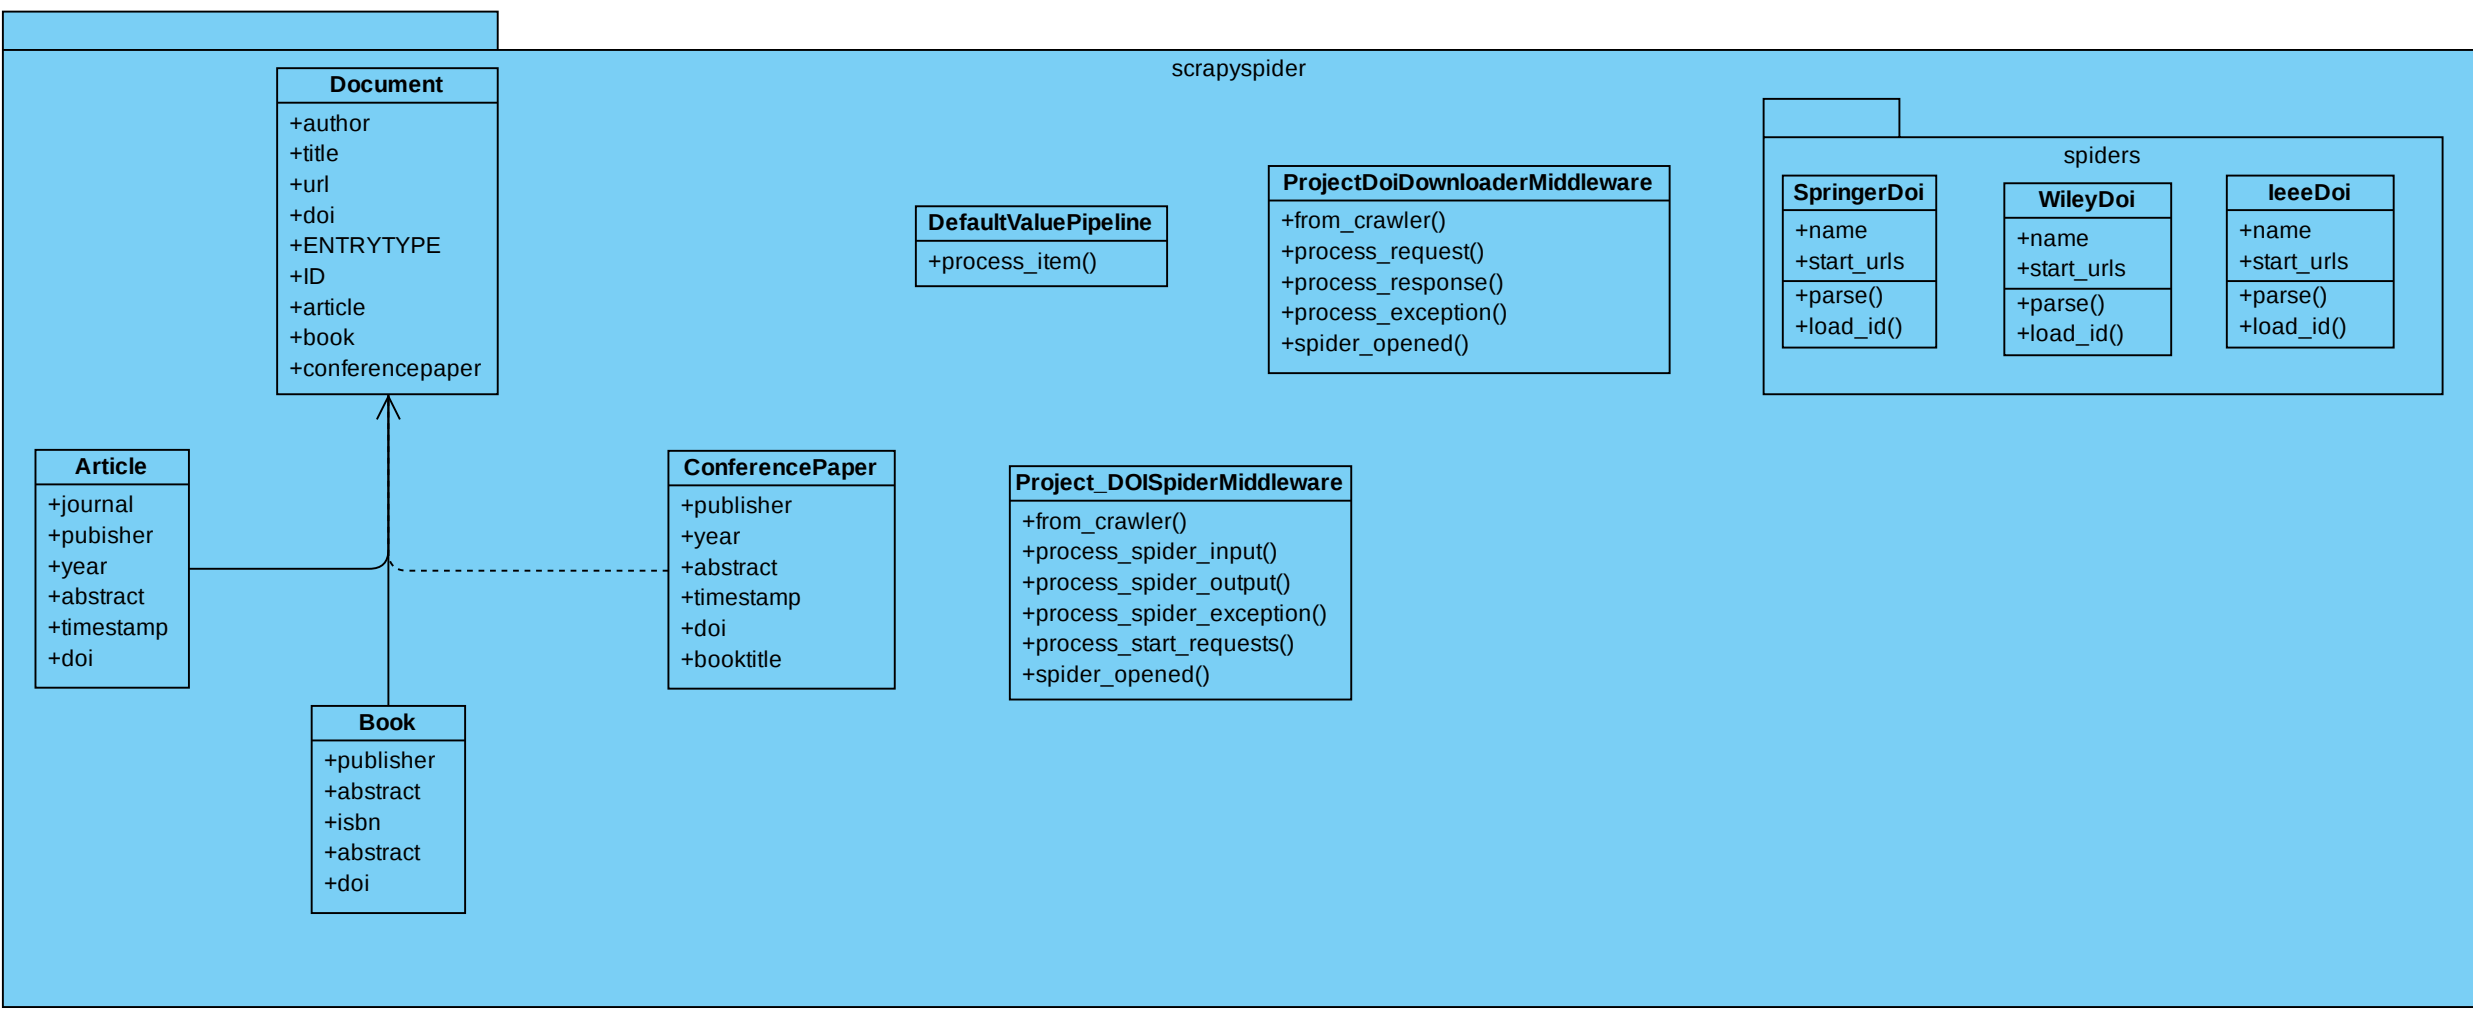 scrapyspider
Document
+author
+title
+url
+doi
+ENTRYTYPE
+ID
+article
+book
+conferencepaper
DefaultValuePipeline
+process_item()
ProjectDoiDownloaderMiddleware
+from_crawler()
+process_request()
+process_response()
+process_exception()
+spider_opened()
spiders
SpringerDoi
+name
+start_urls
+parse()
+load_id()
WileyDoi
+name
+start_urls
+parse()
+load_id()
IeeeDoi
+name
+start_urls
+parse()
+load_id()
Article
+journal
+pubisher
+year
+abstract
+timestamp
+doi
ConferencePaper
+publisher
+year
+abstract
+timestamp
+doi
+booktitle
Project_DOISpiderMiddleware
+from_crawler()
+process_spider_input()
+process_spider_output()
+process_spider_exception()
+process_start_requests()
+spider_opened()
Book
+publisher
+abstract
+isbn
+abstract
+doi